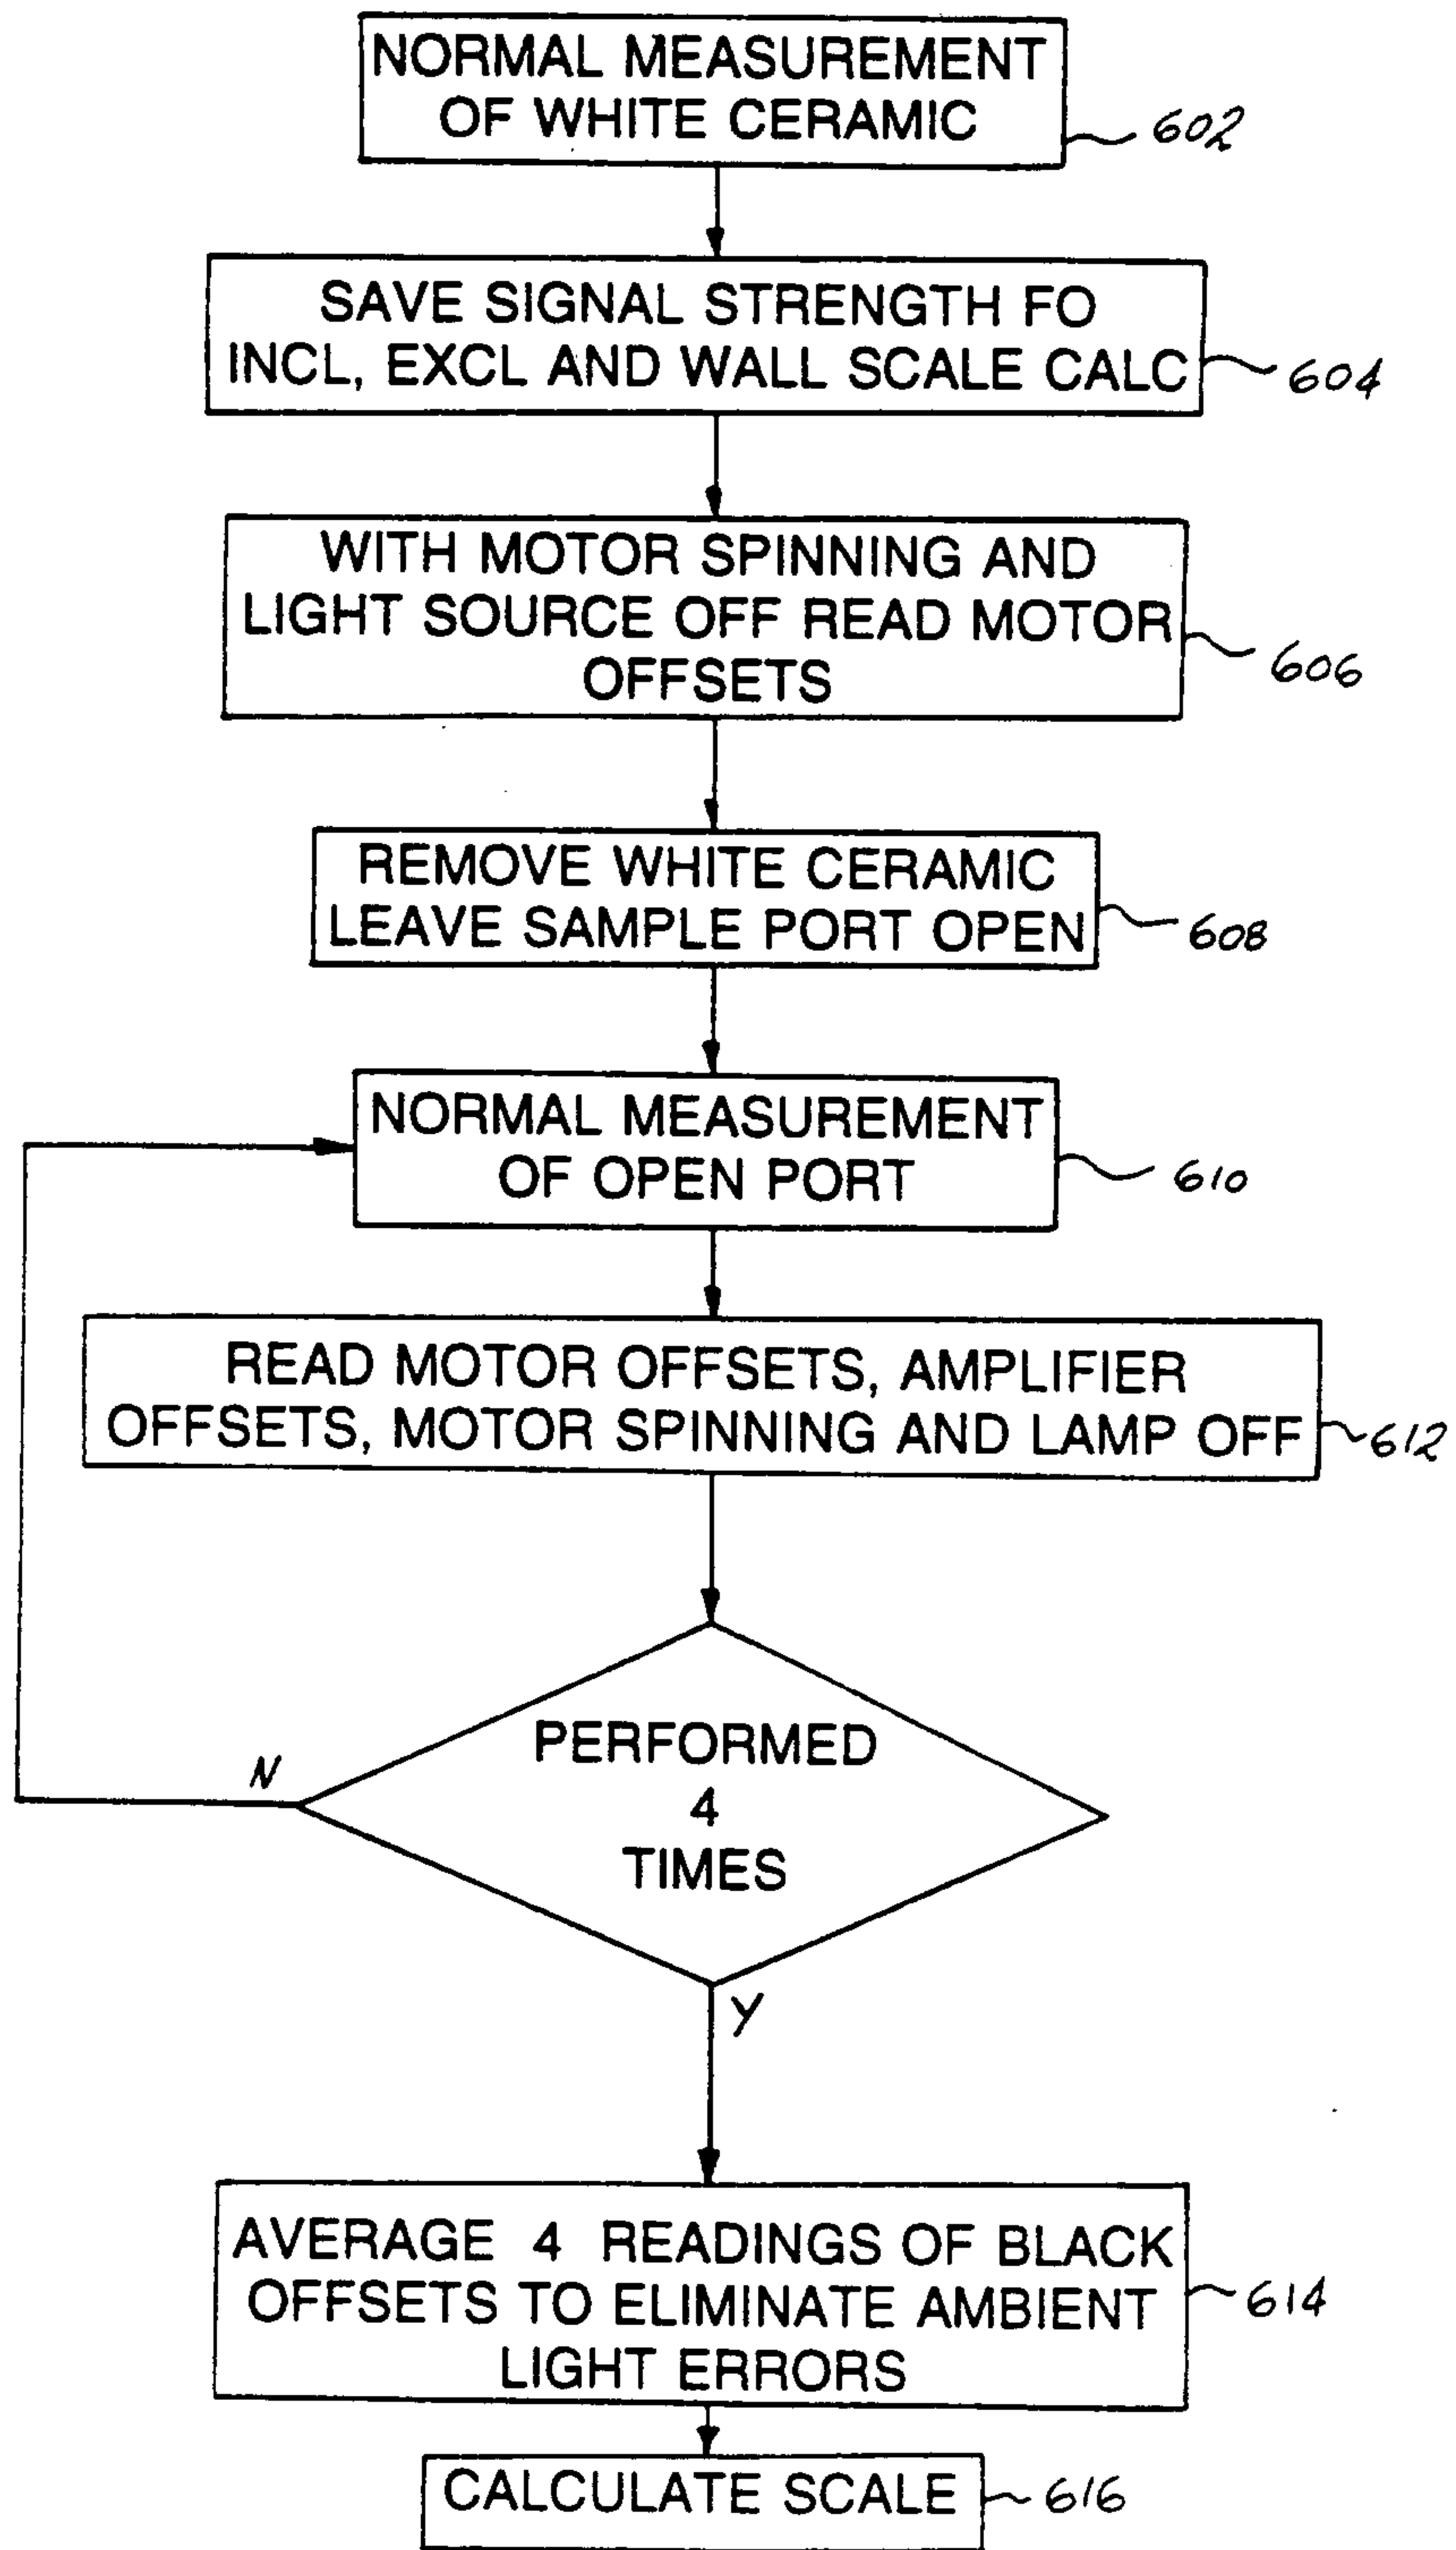 NORMAL MEASUREMENT
OF WHITE CERAMIC
602
SAVE SIGNAL STRENGTH FO
INCL, EXCL AND WALL SCALE CALC
604
WITH MOTOR SPINNING AND
LIGHT SOURCE OFF READ MOTOR
OFFSETS
606
REMOVE WHITE CERAMIC
LEAVE SAMPLE PORT OPEN
608
NORMAL MEASUREMENT
OF OPEN PORT
610
READ MOTOR OFFSETS, AMPLIFIER
OFFSETS, MOTOR SPINNING AND LAMP OFF
612
PERFORMED
4
TIMES
N
Y
AVERAGE 4 READINGS OF BLACK
OFFSETS TO ELIMINATE AMBIENT
LIGHT ERRORS
614
CALCULATE SCALE
616